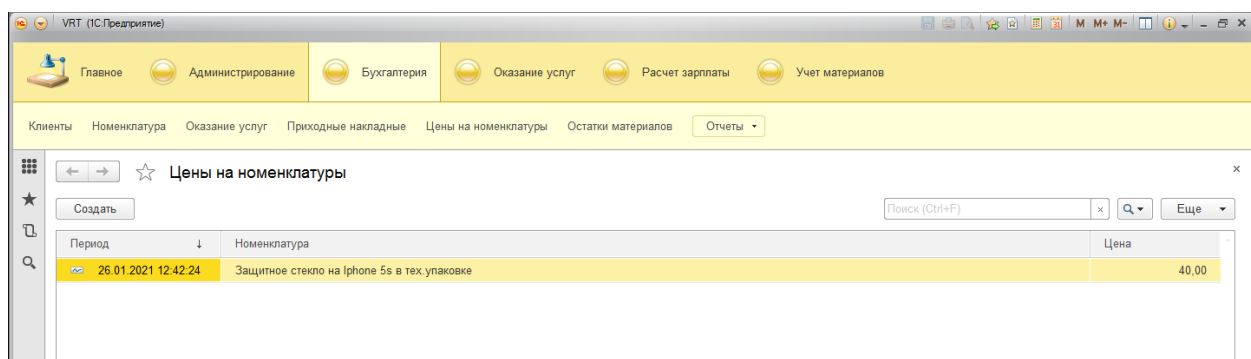 VRT (1С:Предприятие) M M+ M-
Главное Администрирование Бухгалтерия Оказание услуг Расчет зарплаты Учет материалов
Клиенты Номенклатура Оказание услуг Приходные накладные Цены на номенклатуры Остатки материалов Отчеты
Цены на номенклатуры
Создать Поиск (Ctrl+F) Еще
Период Номенклатура Цена
26.01.2021 12:42:24 Защитное стекло на Iphone 5s в тех.упаковке 40,00